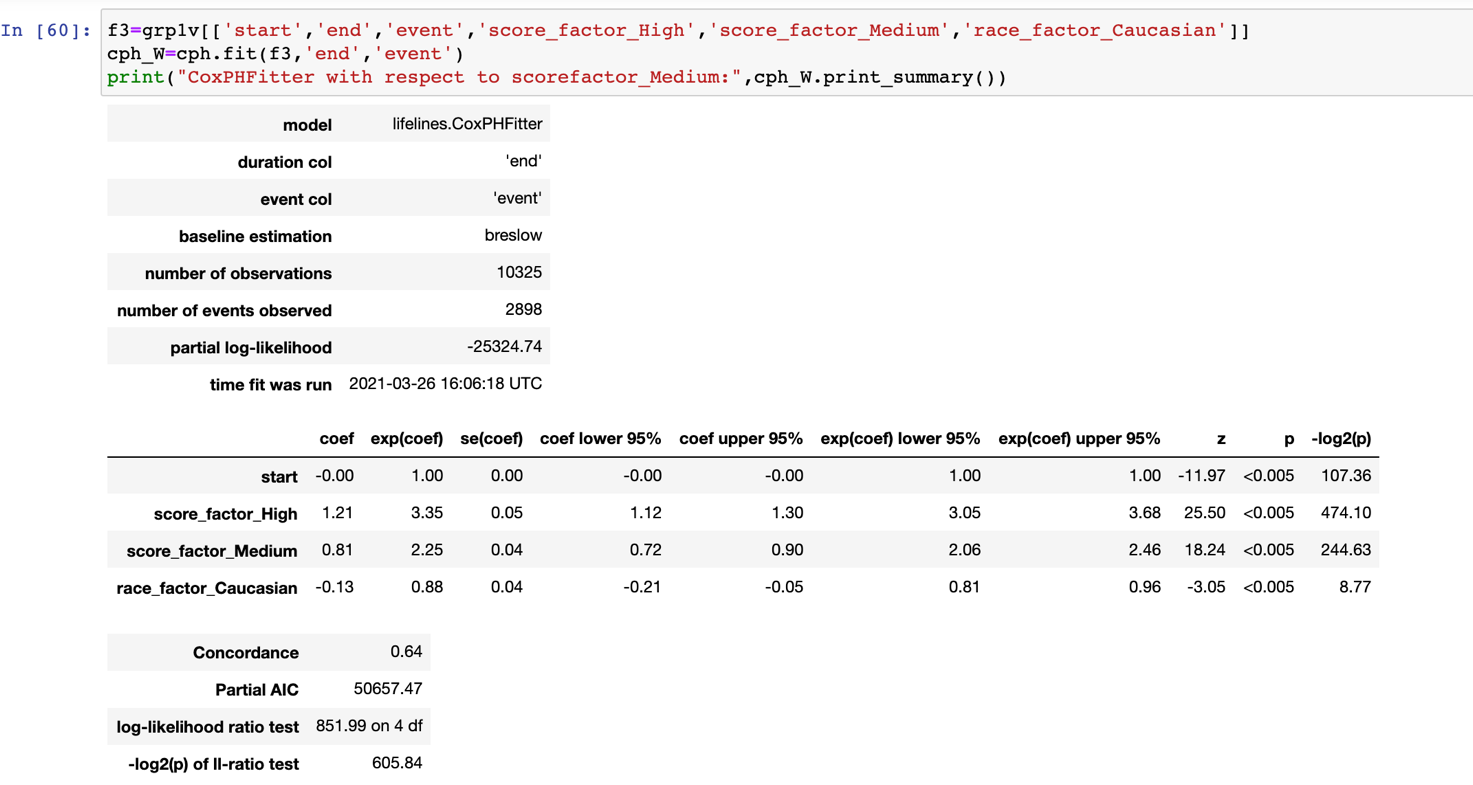 In [60]: f3=grplv[['start','end','event','score_factor_High','score_factor_Medium','race_factor_Caucasian']]
cph_W=cph.fit(f3,'end','event')
print("CoxPHFitter with respect to scorefactor_Medium:",cph_W.print_summary())
model lifelines.CoxPHFitter
duration col 'end'
event col 'event'
baseline estimation breslow
number of observations 10325
number of events observed 2898
partial log-likelihood -25324.74
time fit was run 2021-03-26 16:06:18 UTC
coef exp(coef) se(coef) coef lower 95% coef upper 95% exp(coef) lower 95% exp(coef) upper 95% z p -log2(p)
start -0.00 1.00 0.00 -0.00 -0.00 1.00 1.00 -11.97 <0.005 107.36
score_factor_High 1.21 3.35 0.05 1.12 1.30 3.05 3.68 25.50 <0.005 474.10
score_factor_Medium 0.81 2.25 0.04 0.72 0.90 2.06 2.46 18.24 <0.005 244.63
race_factor_Caucasian -0.13 0.88 0.04 -0.21 -0.05 0.81 0.96 -3.05 <0.005 8.77
Concordance 0.64
Partial AIC 50657.47
log-likelihood ratio test 851.99 on 4 df
-log2(p) of ll-ratio test 605.84